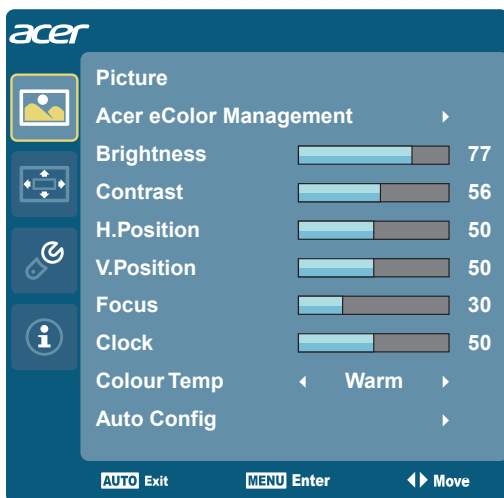 acer
Picture
Acer eColor Management
Brightness 77
Contrast 56
H.Position 50
V.Position 50
Focus 30
Clock 50
Colour Temp Warm
Auto Config
AUTO Exit MENU Enter Move